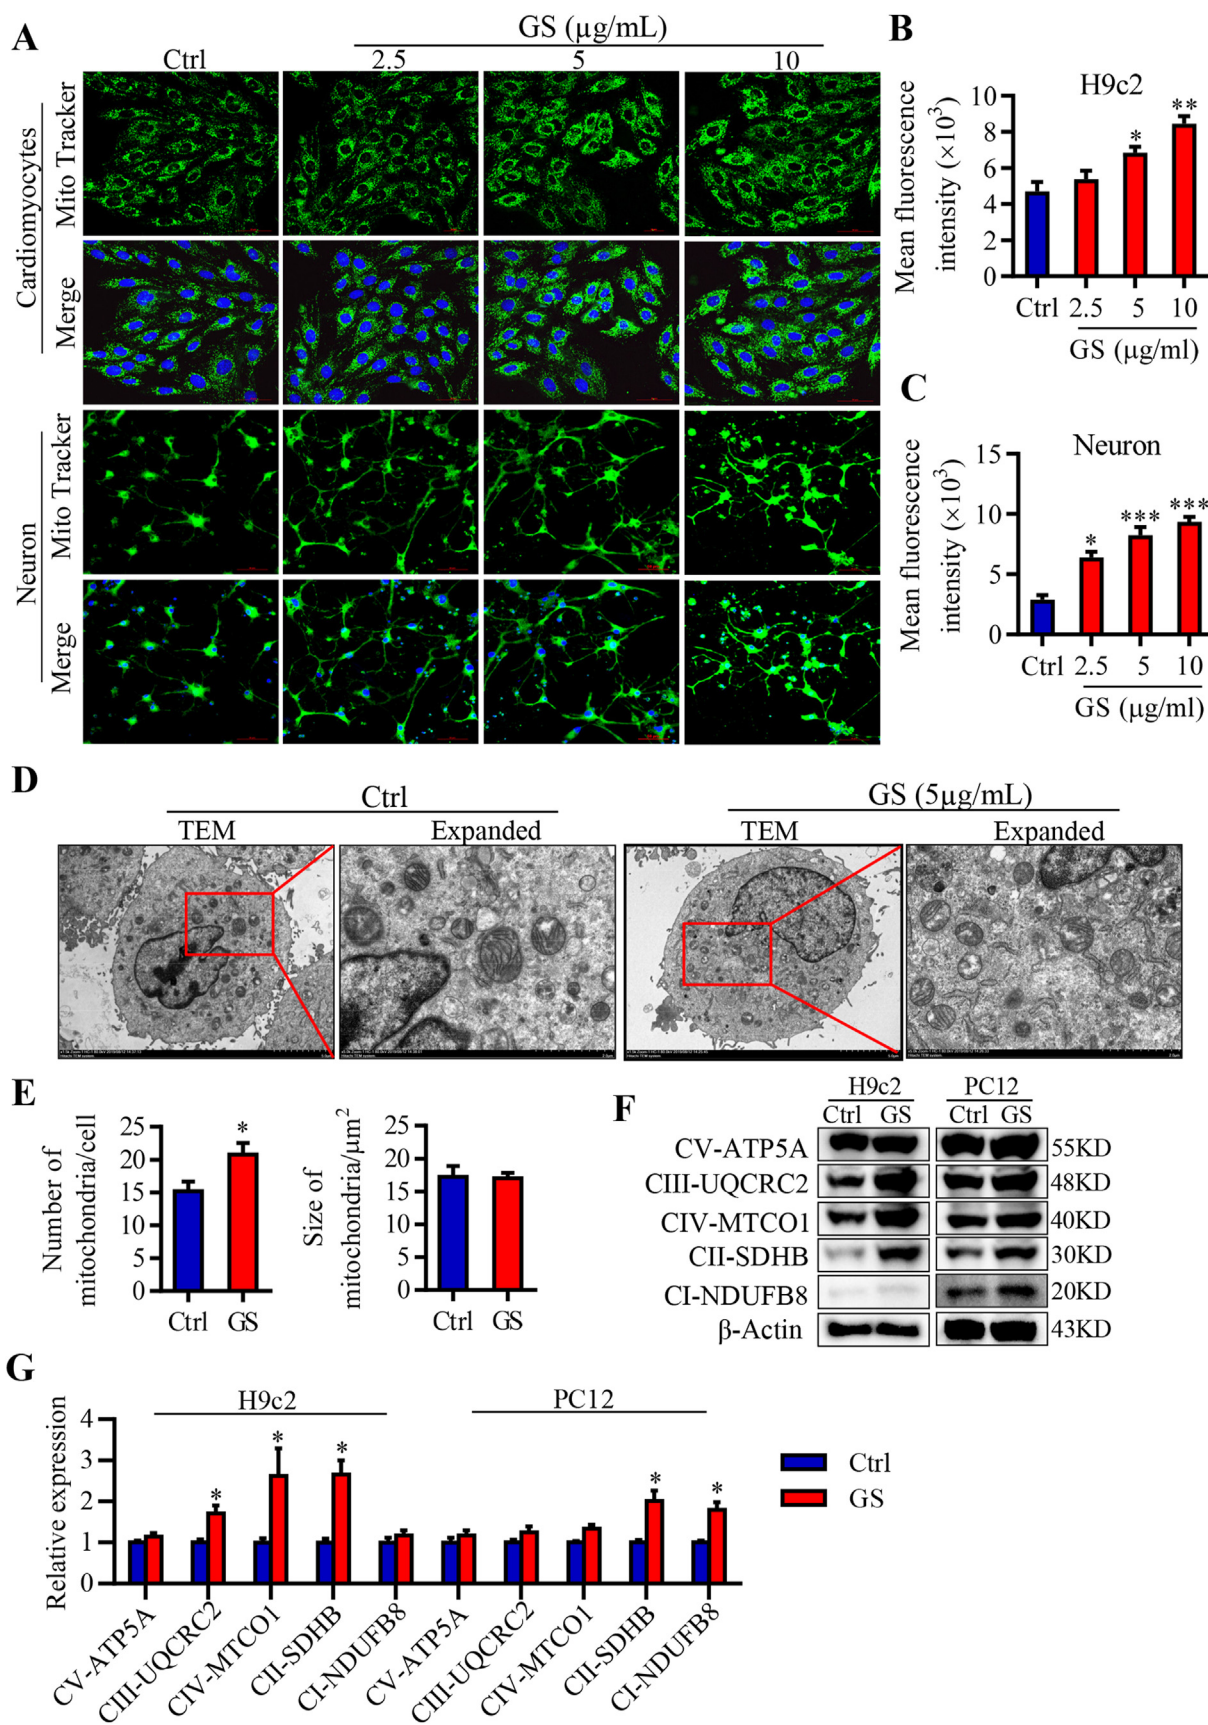 A
GS (µg/mL)
Ctrl
2.5
5
10
Cardiomyocytes
Mito Tracker
Merge
Neuron
Mito Tracker
Merge
B
H9c2
Mean fluorescence
intensity (×10³)
10
8
6
4
2
0
*
**
Ctrl
2.5
5
10
GS (µg/ml)
C
Neuron
Mean fluorescence
intensity (×10³)
15
10
5
0
*
***
***
Ctrl
2.5
5
10
GS (µg/ml)
D
Ctrl
TEM
Expanded
GS (5µg/mL)
TEM
Expanded
E
Number of
mitochondria/cell
25
20
15
10
5
0
*
Ctrl
GS
Size of
mitochondria/µm²
25
20
15
10
5
0
Ctrl
GS
F
H9c2
PC12
Ctrl GS
Ctrl GS
CV-ATP5A
55KD
CIII-UQCRC2
48KD
CIV-MTCO1
40KD
CII-SDHB
30KD
CI-NDUFB8
20KD
β-Actin
43KD
G
H9c2
PC12
Relative expression
4
3
2
1
0
*
*
*
*
*
Ctrl
GS
CV-ATP5A
CIII-UQCRC2
CIV-MTCO1
CII-SDHB
CI-NDUFB8
CV-ATP5A
CIII-UQCRC2
CIV-MTCO1
CII-SDHB
CI-NDUFB8